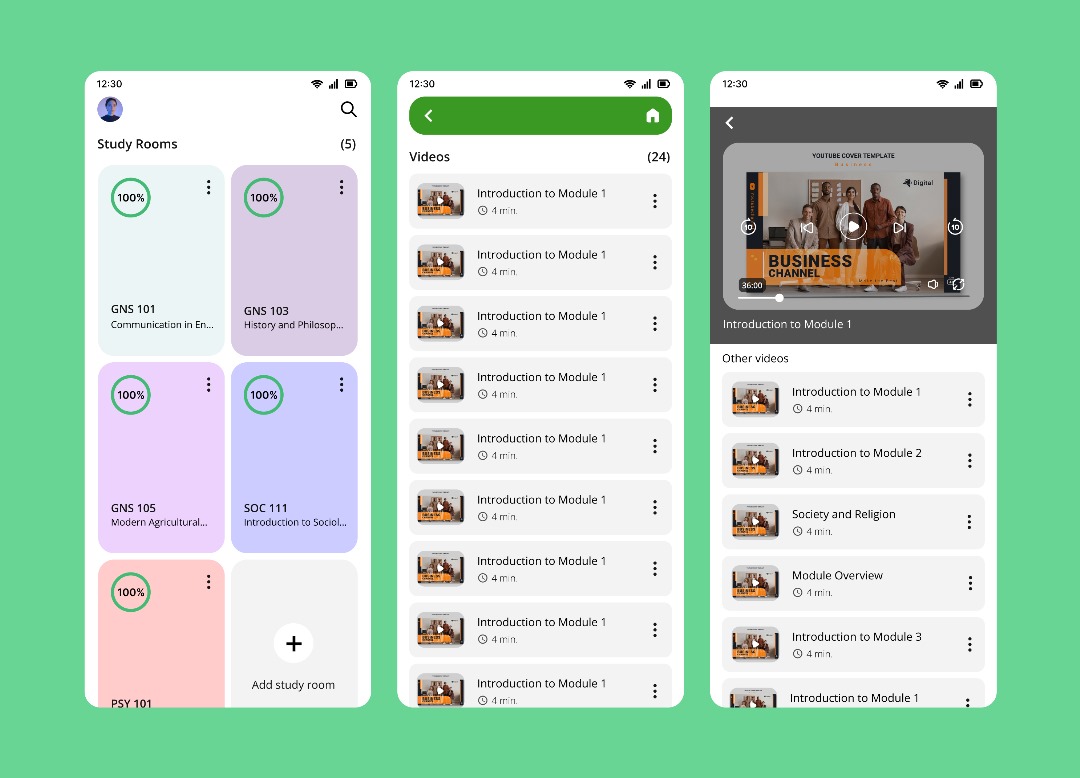 12:30
Study Rooms (5)
100%
GNS 101
Communication in En...
100%
GNS 103
History and Philosop...
100%
GNS 105
Modern Agricultural...
100%
SOC 111
Introduction to Sociol...
100%
PSY 101
Add study room
12:30
Videos (24)
Introduction to Module 1
4 min.
Introduction to Module 1
4 min.
Introduction to Module 1
4 min.
Introduction to Module 1
4 min.
Introduction to Module 1
4 min.
Introduction to Module 1
4 min.
Introduction to Module 1
4 min.
Introduction to Module 1
4 min.
Introduction to Module 1
4 min.
12:30
YOUTUBE COVER TEMPLATE
Digital
10
10
BUSINESS
CHANNEL
36:00
Introduction to Module 1
Other videos
Introduction to Module 1
4 min.
Introduction to Module 2
4 min.
Society and Religion
4 min.
Module Overview
4 min.
Introduction to Module 3
4 min.
Introduction to Module 1